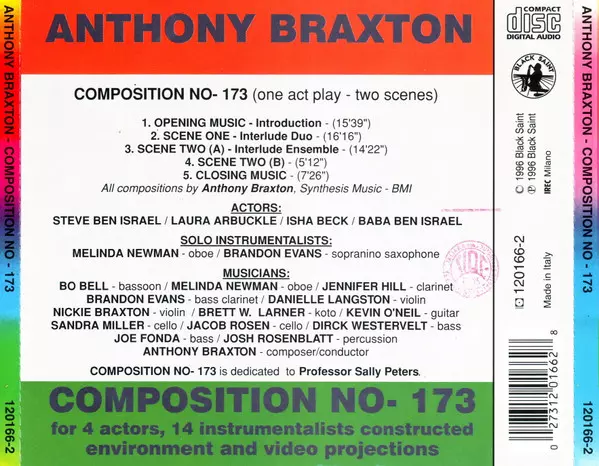 ANTHONY BRAXTON - COMPOSITION NO - 173
120166-2
ANTHONY BRAXTON
COMPACT
disc
DIGITAL AUDIO
COMPOSITION NO- 173 (one act play - two scenes)
1. OPENING MUSIC - Introduction - (15'39")
2. SCENE ONE - Interlude Duo - (16'16")
3. SCENE TWO (A) - Interlude Ensemble - (14'22")
4. SCENE TWO (B) - (5'12")
5. CLOSING MUSIC - (7'26")
All compositions by Anthony Braxton, Synthesis Music - BMI
ACTORS:
STEVE BEN ISRAEL / LAURA ARBUCKLE / ISHA BECK / BABA BEN ISRAEL
SOLO INSTRUMENTALISTS:
MELINDA NEWMAN - oboe / BRANDON EVANS - sopranino saxophone
MUSICIANS:
BO BELL - bassoon / MELINDA NEWMAN - oboe / JENNIFER HILL - clarinet
BRANDON EVANS - bass clarinet / DANIELLE LANGSTON - violin
NICKIE BRAXTON - violin / BRETT W. LARNER - koto / KEVIN O'NEIL - guitar
SANDRA MILLER - cello / JACOB ROSEN - cello / DIRCK WESTERVELT - bass
JOE FONDA - bass / JOSH ROSENBLATT - percussion
ANTHONY BRAXTON - composer/conductor
COMPOSITION NO- 173 is dedicated to Professor Sally Peters.
COMPOSITION NO- 173
for 4 actors, 14 instrumentalists constructed
environment and video projections
BLACK SAINT
© 1996 Black Saint
℗ 1996 Black Saint
IREC Milano
120166-2
Made in Italy
0 27312 01662 8
ANTHONY BRAXTON - COMPOSITION NO - 173
120166-2